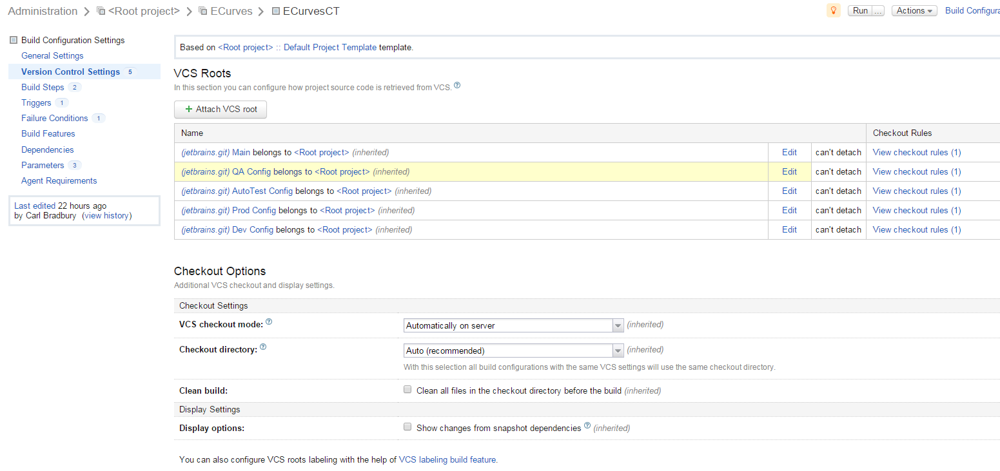 Administration > <Root project> > ECurves > ECurvesCT Run ... Actions Build Configura
Build Configuration Settings
General Settings
Version Control Settings 5
Build Steps 2
Triggers 1
Failure Conditions 1
Build Features
Dependencies
Parameters 3
Agent Requirements
Last edited 22 hours ago
by Carl Bradbury (view history)
Based on <Root project> :: Default Project Template template.
VCS Roots
In this section you can configure how project source code is retrieved from VCS. ?
+ Attach VCS root
Name Checkout Rules
(jetbrains.git) Main belongs to <Root project> (inherited) Edit can't detach View checkout rules (1)
(jetbrains.git) QA Config belongs to <Root project> (inherited) Edit can't detach View checkout rules (1)
(jetbrains.git) AutoTest Config belongs to <Root project> (inherited) Edit can't detach View checkout rules (1)
(jetbrains.git) Prod Config belongs to <Root project> (inherited) Edit can't detach View checkout rules (1)
(jetbrains.git) Dev Config belongs to <Root project> (inherited) Edit can't detach View checkout rules (1)
Checkout Options
Additional VCS checkout and display settings.
Checkout Settings
VCS checkout mode: ? Automatically on server (inherited)
Checkout directory: ? Auto (recommended) (inherited)
With this selection all build configurations with the same VCS settings will use the same checkout directory.
Clean build: Clean all files in the checkout directory before the build (inherited)
Display Settings
Display options: Show changes from snapshot dependencies ? (inherited)
You can also configure VCS roots labeling with the help of VCS labeling build feature.